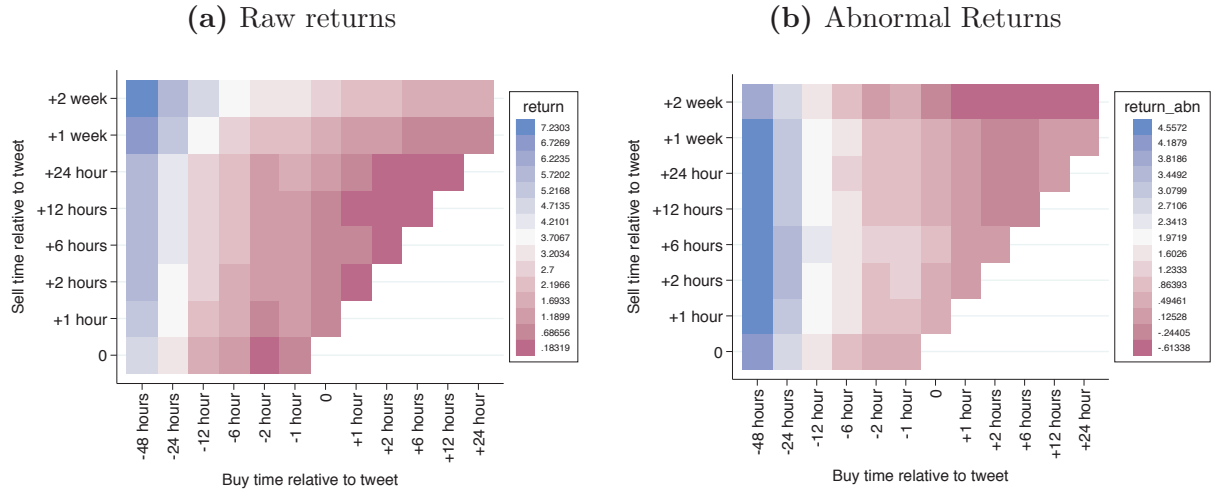 (a) Raw returns
Sell time relative to tweet
+2 week
+1 week
+24 hour
+12 hours
+6 hours
+2 hours
+1 hour
0
-48 hours
-24 hours
-12 hour
-6 hour
-2 hour
-1 hour
0
+1 hour
+2 hours
+6 hours
+12 hours
+24 hour
Buy time relative to tweet
return
7.2303
6.7269
6.2235
5.7202
5.2168
4.7135
4.2101
3.7067
3.2034
2.7
2.1966
1.6933
1.1899
.68656
.18319
(b) Abnormal Returns
Sell time relative to tweet
+2 week
+1 week
+24 hour
+12 hours
+6 hours
+2 hours
+1 hour
0
-48 hours
-24 hours
-12 hour
-6 hour
-2 hour
-1 hour
0
+1 hour
+2 hours
+6 hours
+12 hours
+24 hour
Buy time relative to tweet
return_abn
4.5572
4.1879
3.8186
3.4492
3.0799
2.7106
2.3413
1.9719
1.6026
1.2333
.86393
.49461
.12528
-.24405
-.61338